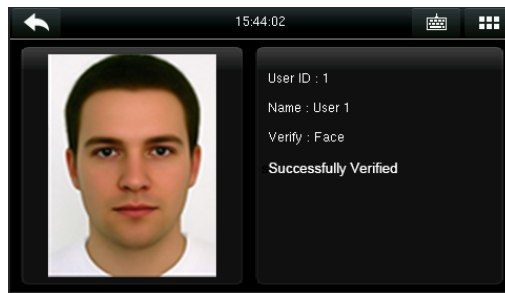 15:44:02
User ID : 1
Name : User 1
Verify : Face
Successfully Verified